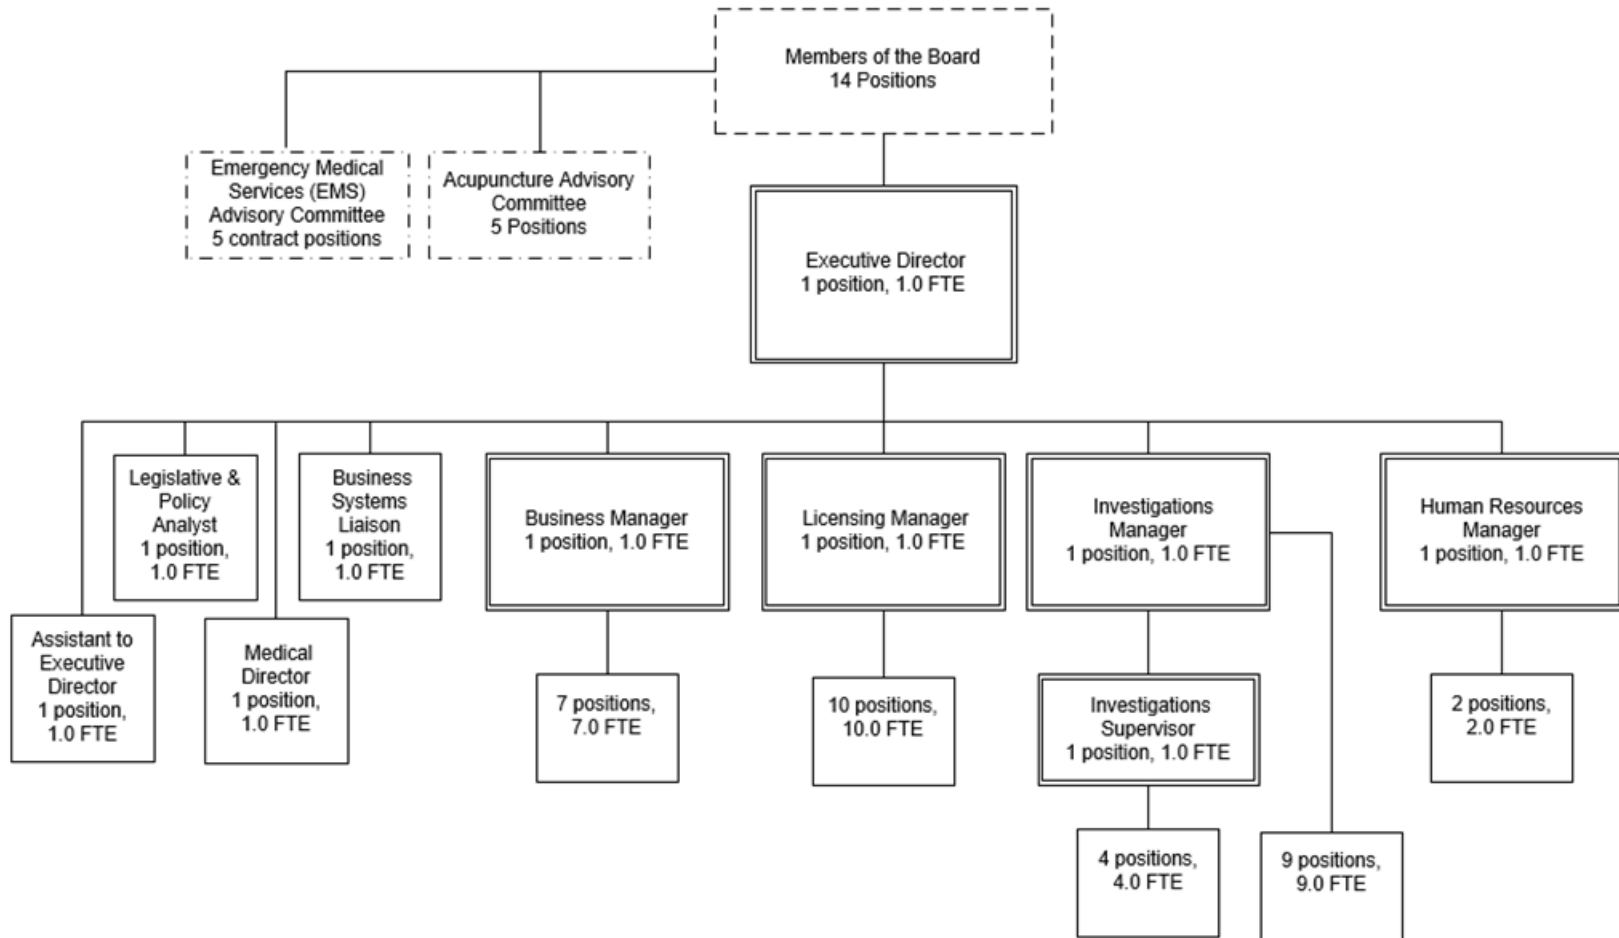 Members of the Board
14 Positions
Emergency Medical
Services (EMS)
Advisory Committee
5 contract positions
Acupuncture Advisory
Committee
5 Positions
Executive Director
1 position, 1.0 FTE
Legislative &
Policy
Analyst
1 position,
1.0 FTE
Business
Systems
Liaison
1 position,
1.0 FTE
Business Manager
1 position, 1.0 FTE
Licensing Manager
1 position, 1.0 FTE
Investigations
Manager
1 position, 1.0 FTE
Human Resources
Manager
1 position, 1.0 FTE
Assistant to
Executive
Director
1 position,
1.0 FTE
Medical
Director
1 position,
1.0 FTE
7 positions,
7.0 FTE
10 positions,
10.0 FTE
Investigations
Supervisor
1 position, 1.0 FTE
2 positions,
2.0 FTE
4 positions,
4.0 FTE
9 positions,
9.0 FTE